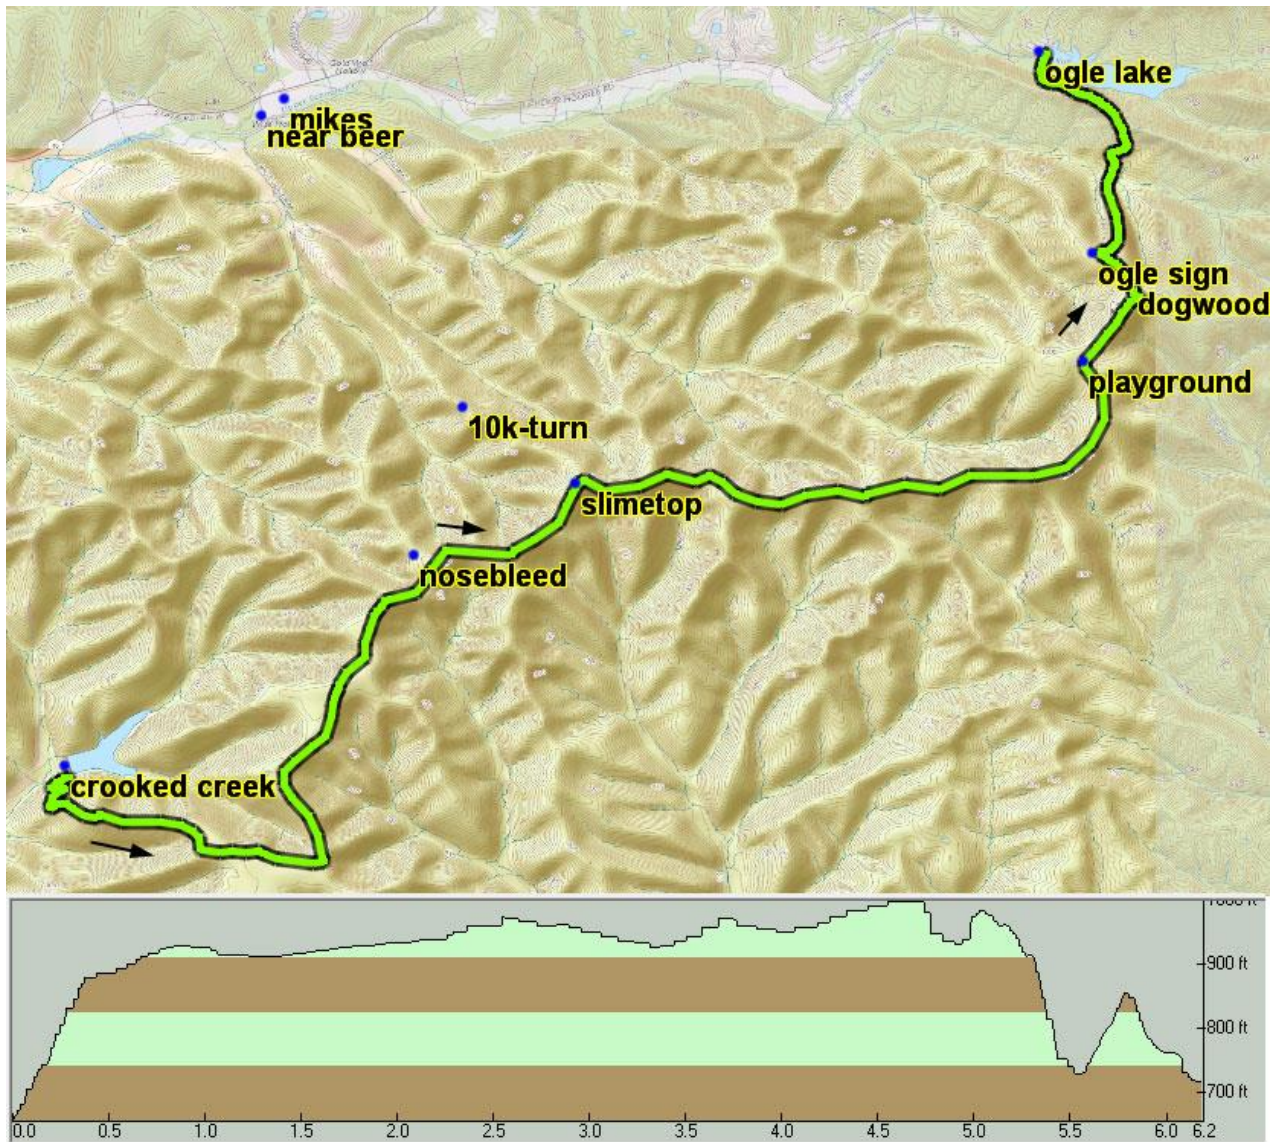 ogle lake
mikes
near beer
ogle sign
dogwood
playground
10k-turn
slimetop
nosebleed
crooked creek
1000 ft
900 ft
800 ft
700 ft
0.0 0.5 1.0 1.5 2.0 2.5 3.0 3.5 4.0 4.5 5.0 5.5 6.0 6.2